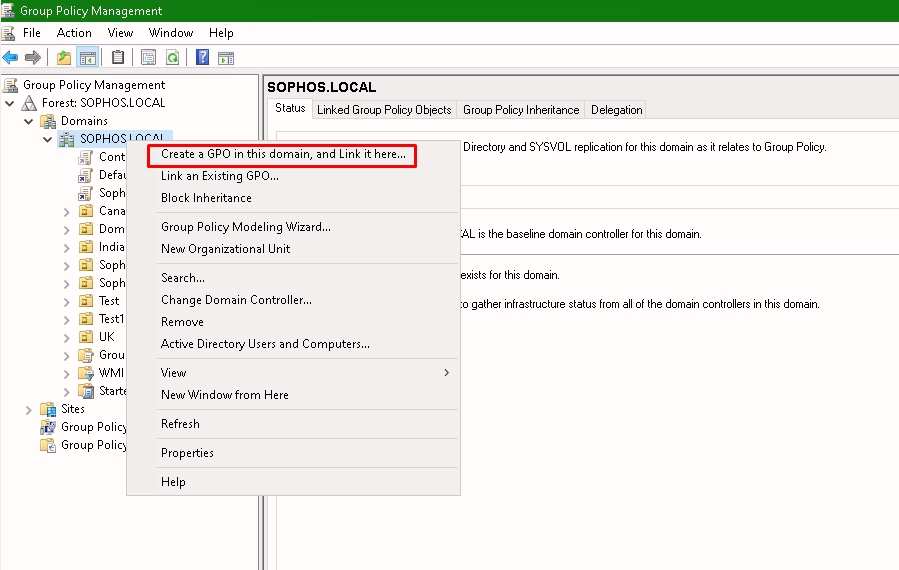 Group Policy Management
File Action View Window Help
Group Policy Management
Forest: SOPHOS.LOCAL
Domains
SOPHOS.LOCAL
Cont
Defau
Soph
Cana
Dom
India
Soph
Soph
Test
Test1
UK
Grou
WMI
Starte
Sites
Group Policy
Group Policy
Create a GPO in this domain, and Link it here...
Link an Existing GPO...
Block Inheritance
Group Policy Modeling Wizard...
New Organizational Unit
Search...
Change Domain Controller...
Remove
Active Directory Users and Computers...
View
New Window from Here
Refresh
Properties
Help
SOPHOS.LOCAL
Status Linked Group Policy Objects Group Policy Inheritance Delegation
Directory and SYSVOL replication for this domain as it relates to Group Policy.
AL is the baseline domain controller for this domain.
exists for this domain.
to gather infrastructure status from all of the domain controllers in this domain.